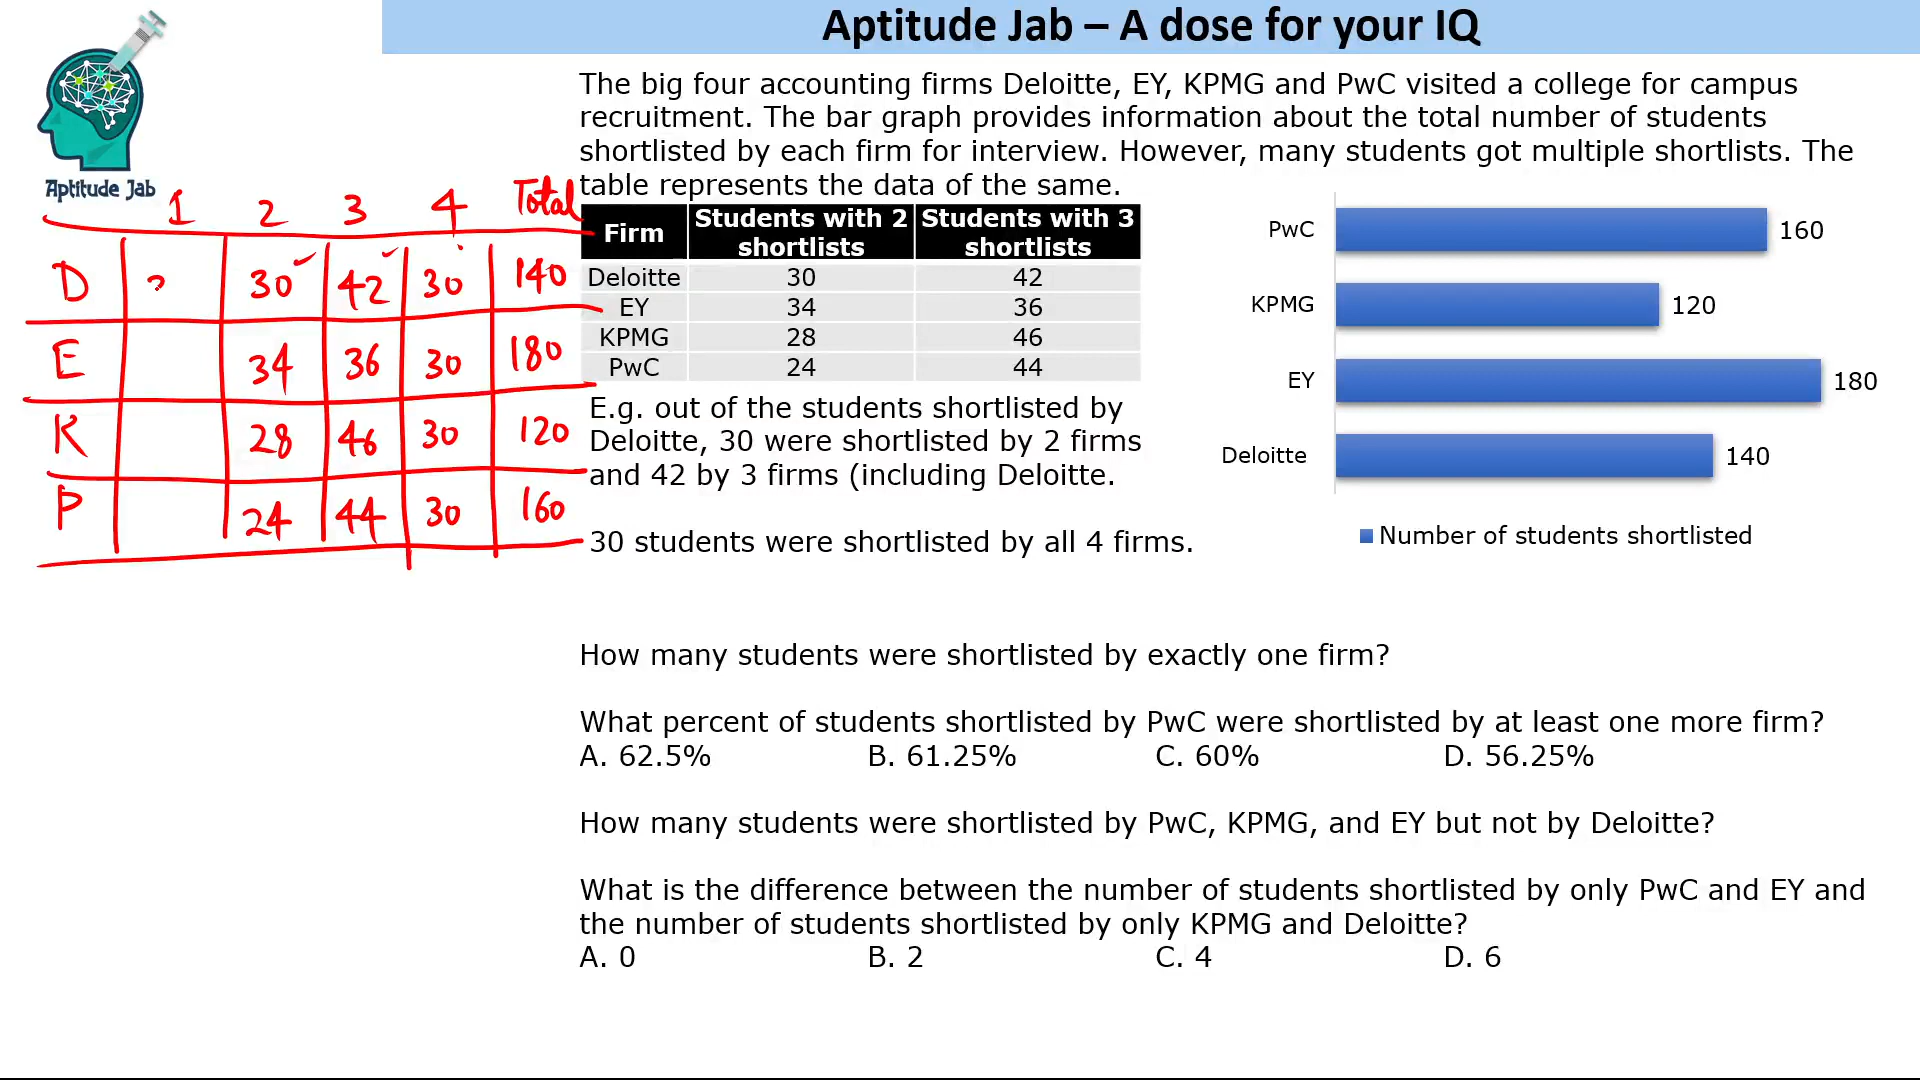 Aptitude Jab – A dose for your IQ
Aptitude Jab
The big four accounting firms Deloitte, EY, KPMG and PwC visited a college for campus
recruitment. The bar graph provides information about the total number of students
shortlisted by each firm for interview. However, many students got multiple shortlists. The
table represents the data of the same.
1 2 3 4 Total
D ? 30 42 30 140
E 34 36 30 180
K 28 46 30 120
P 24 44 30 160
Firm Students with 2 shortlists Students with 3 shortlists
Deloitte 30 42
EY 34 36
KPMG 28 46
PwC 24 44
PwC 160
KPMG 120
EY 180
Deloitte 140
Number of students shortlisted
E.g. out of the students shortlisted by
Deloitte, 30 were shortlisted by 2 firms
and 42 by 3 firms (including Deloitte.
30 students were shortlisted by all 4 firms.
How many students were shortlisted by exactly one firm?
What percent of students shortlisted by PwC were shortlisted by at least one more firm?
A. 62.5% B. 61.25% C. 60% D. 56.25%
How many students were shortlisted by PwC, KPMG, and EY but not by Deloitte?
What is the difference between the number of students shortlisted by only PwC and EY and
the number of students shortlisted by only KPMG and Deloitte?
A. 0 B. 2 C. 4 D. 6